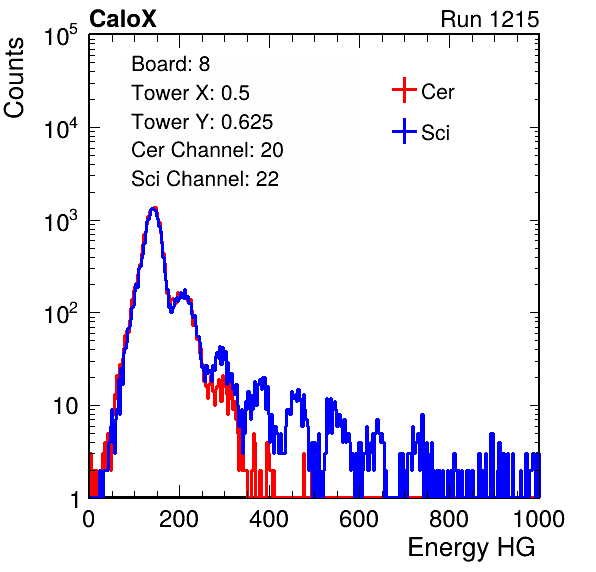 CaloX Run 1215
Counts
Board: 8
Tower X: 0.5
Tower Y: 0.625
Cer Channel: 20
Sci Channel: 22
Cer
Sci
10^5
10^4
10^3
10^2
10
1
0 200 400 600 800 1000
Energy HG